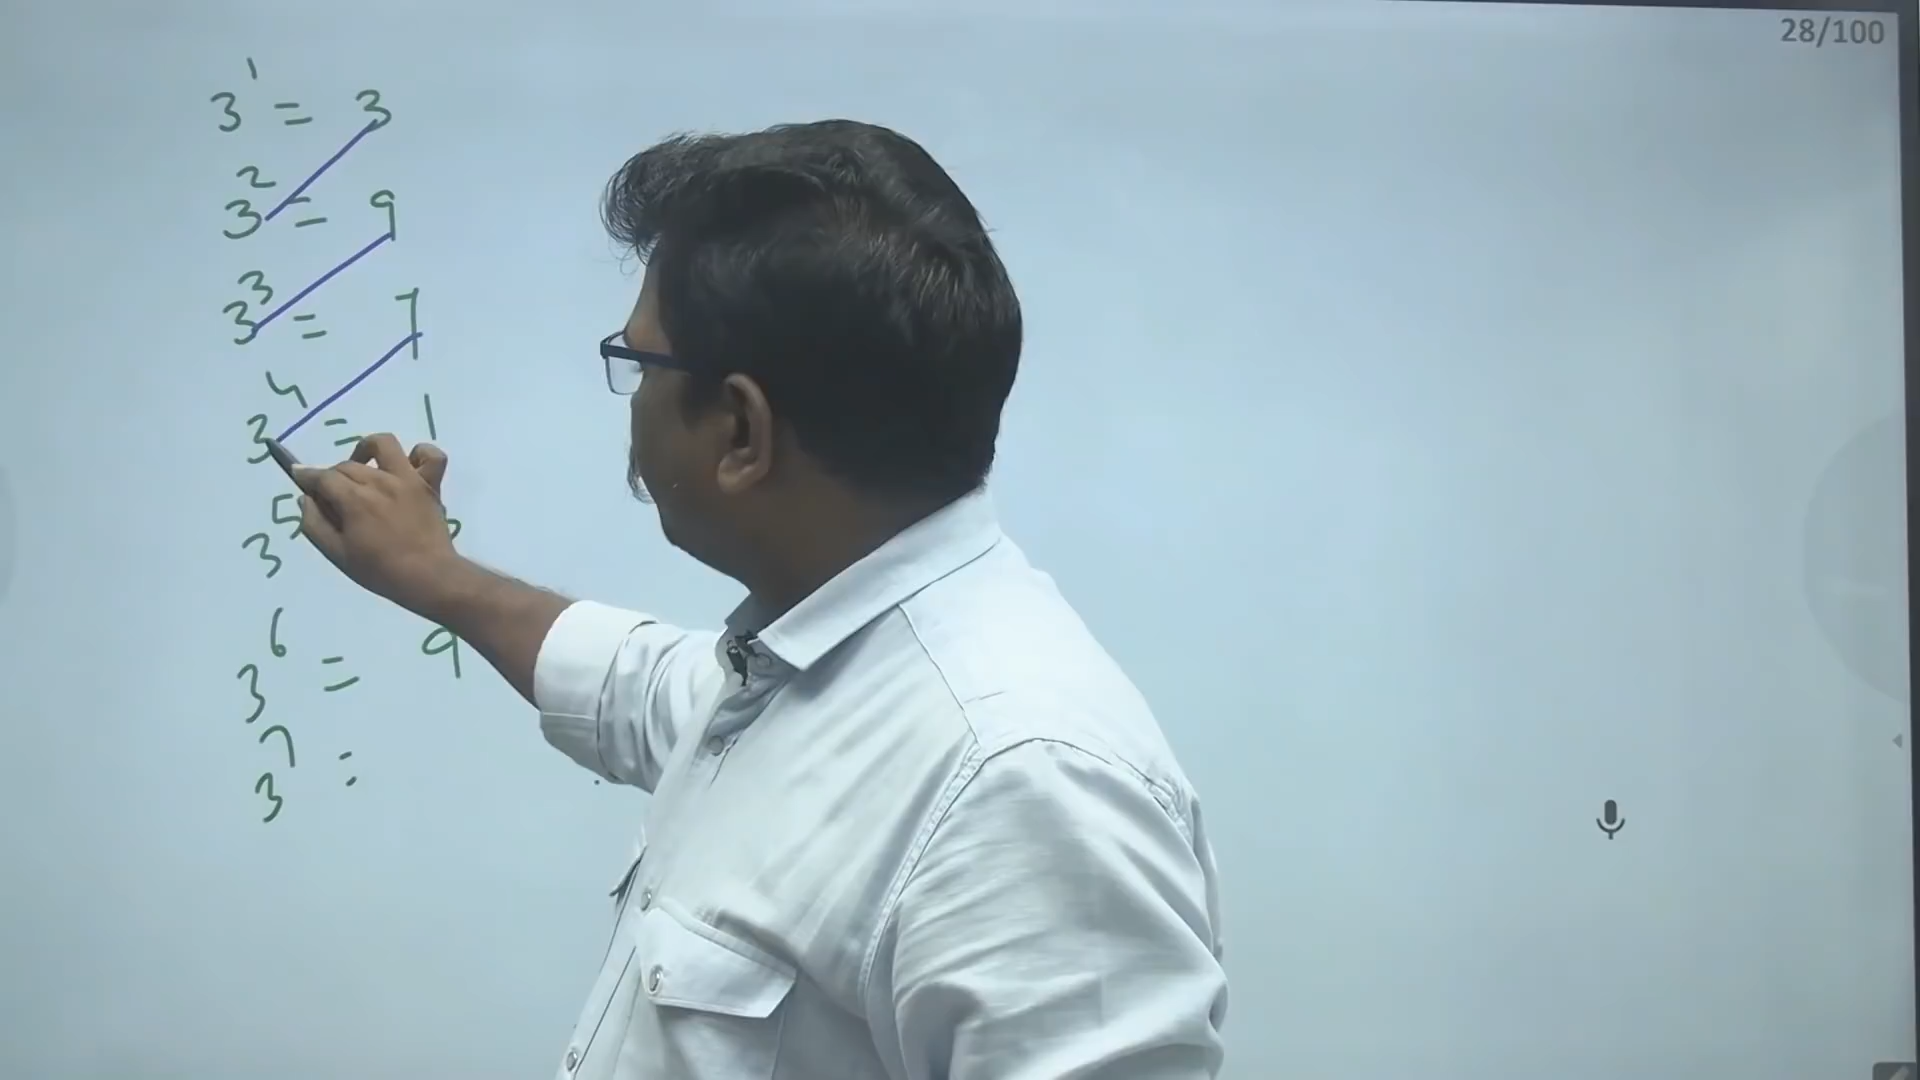 28/100
3¹ = 3
3² = 9
3³ = 7
3⁴ = 1
3⁵
3⁶ = 9
3⁷ =